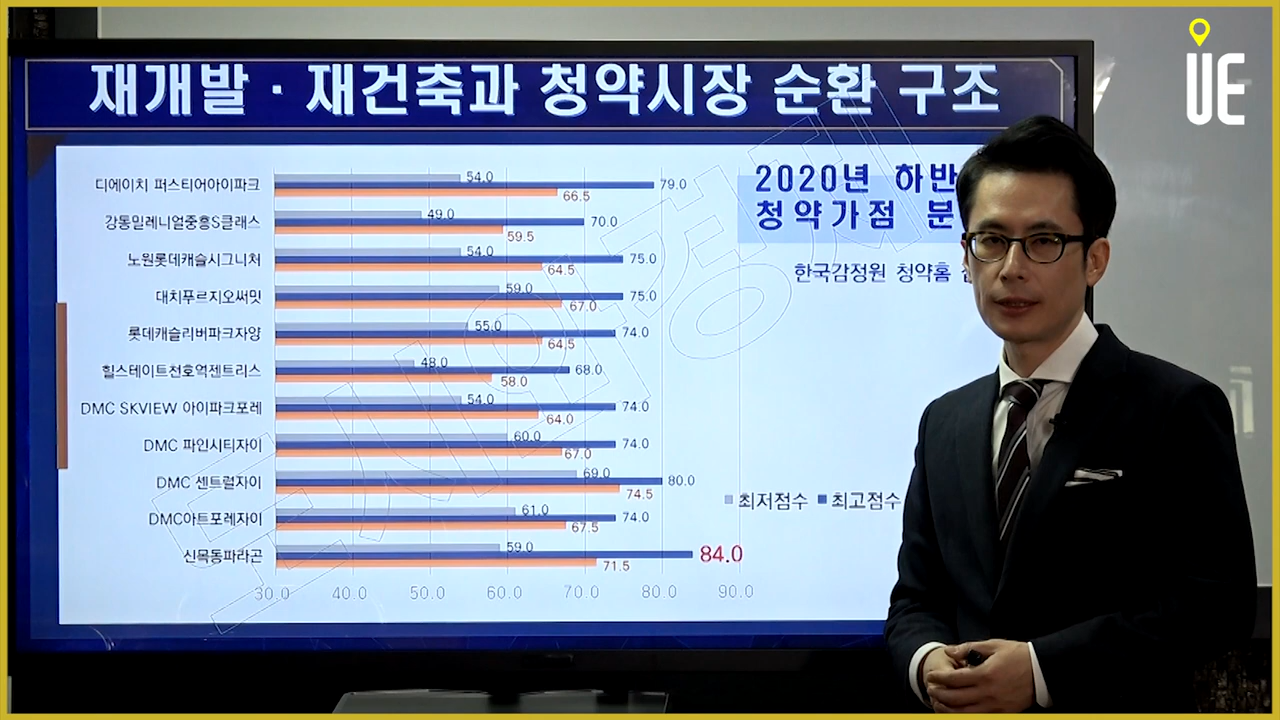 UE
재개발 · 재건축과 청약시장 순환 구조
2020년 하반
청약가점 분
한국감정원 청약홈
디에이치 퍼스티어아이파크 54.0 79.0 66.5
강동밀레니얼중흥S클래스 49.0 70.0 59.5
노원롯데캐슬시그니처 54.0 75.0 64.5
대치푸르지오써밋 59.0 75.0 67.0
롯데캐슬리버파크자양 55.0 74.0 64.5
힐스테이트천호역젠트리스 48.0 68.0 58.0
DMC SKVIEW 아이파크포레 54.0 74.0 64.0
DMC 파인시티자이 60.0 74.0 67.0
DMC 센트럴자이 69.0 80.0 74.5
DMC아트포레자이 61.0 74.0 67.5
신목동파라곤 59.0 84.0 71.5
30.0 40.0 50.0 60.0 70.0 80.0 90.0
최저점수 최고점수
도시와경제